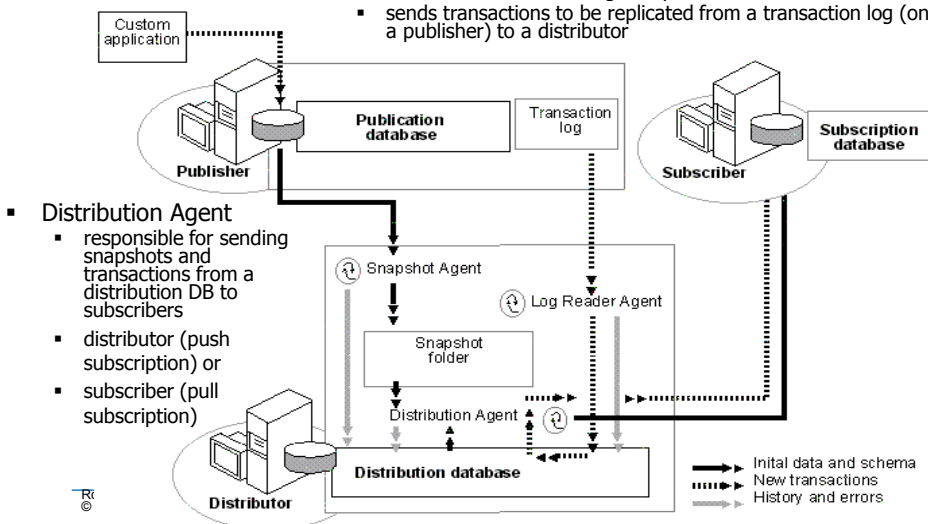 sends transactions to be replicated from a transaction log (on
a publisher) to a distributor
Custom
application
Publication
database
Transaction
log
Publisher
Subscription
database
Subscriber
Distribution Agent
responsible for sending
snapshots and
transactions from a
distribution DB to
subscribers
distributor (push
subscription) or
subscriber (pull
subscription)
Snapshot Agent
Log Reader Agent
Snapshot
folder
Distribution Agent
Distribution database
Distributor
Inital data and schema
New transactions
History and errors
©